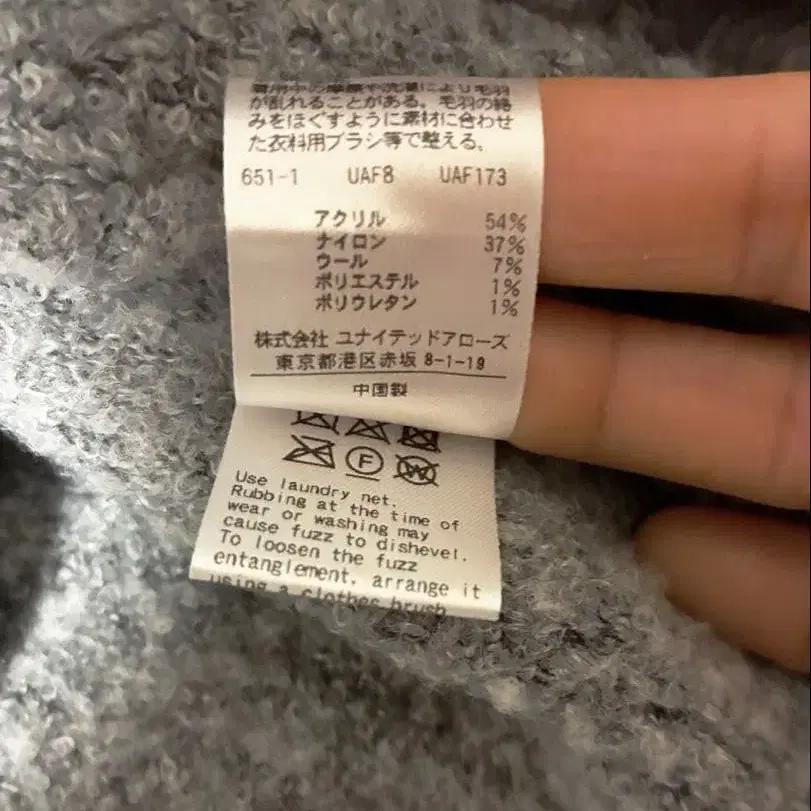 着用中の摩擦や洗濯により毛羽
が乱れることがある。毛羽の絡
みをほぐすように素材に合わせ
た衣料用ブラシ等で整える。
651-1 UAF8 UAF173
アクリル 54%
ナイロン 37%
ウール 7%
ポリエステル 1%
ポリウレタン 1%
株式会社 ユナイテッドアローズ
東京都港区赤坂 8-1-19
中国製
F W
Use laundry net.
Rubbing at the time of
wear or washing may
cause fuzz to dishevel.
To loosen the fuzz
entanglement, arrange it
using a clothes brush